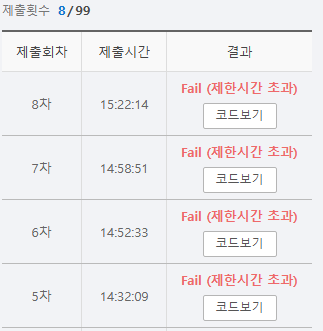 제출횟수 8/99
제출회차 제출시간 결과
8차 15:22:14 Fail (제한시간 초과)
코드보기
7차 14:58:51 Fail (제한시간 초과)
코드보기
6차 14:52:33 Fail (제한시간 초과)
코드보기
5차 14:32:09 Fail (제한시간 초과)
코드보기